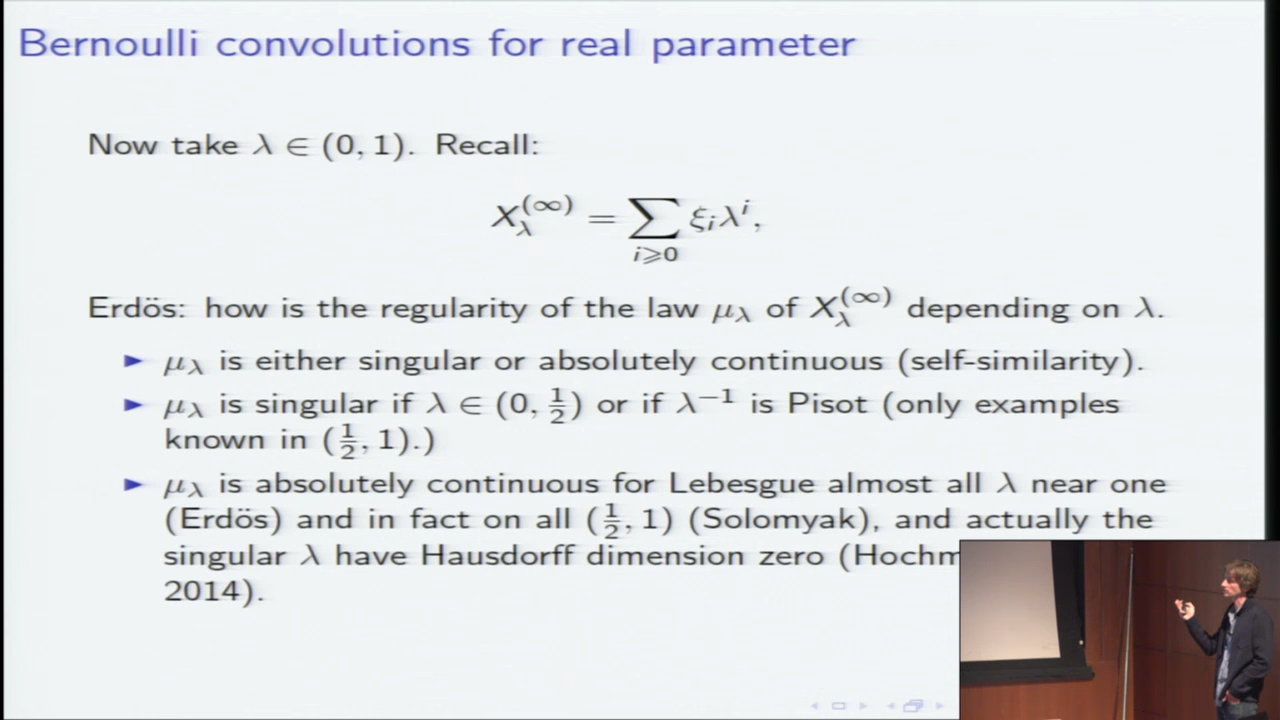 Bernoulli convolutions for real parameter
Now take λ ∈ (0, 1). Recall:
X_λ^{(∞)} = ∑_{i⩾0} ξ_i λ^i,
Erdös: how is the regularity of the law μ_λ of X_λ^{(∞)} depending on λ.
▶ μ_λ is either singular or absolutely continuous (self-similarity).
▶ μ_λ is singular if λ ∈ (0, 1/2) or if λ^{−1} is Pisot (only examples
known in (1/2, 1).)
▶ μ_λ is absolutely continuous for Lebesgue almost all λ near one
(Erdös) and in fact on all (1/2, 1) (Solomyak), and actually the
singular λ have Hausdorff dimension zero
2014).